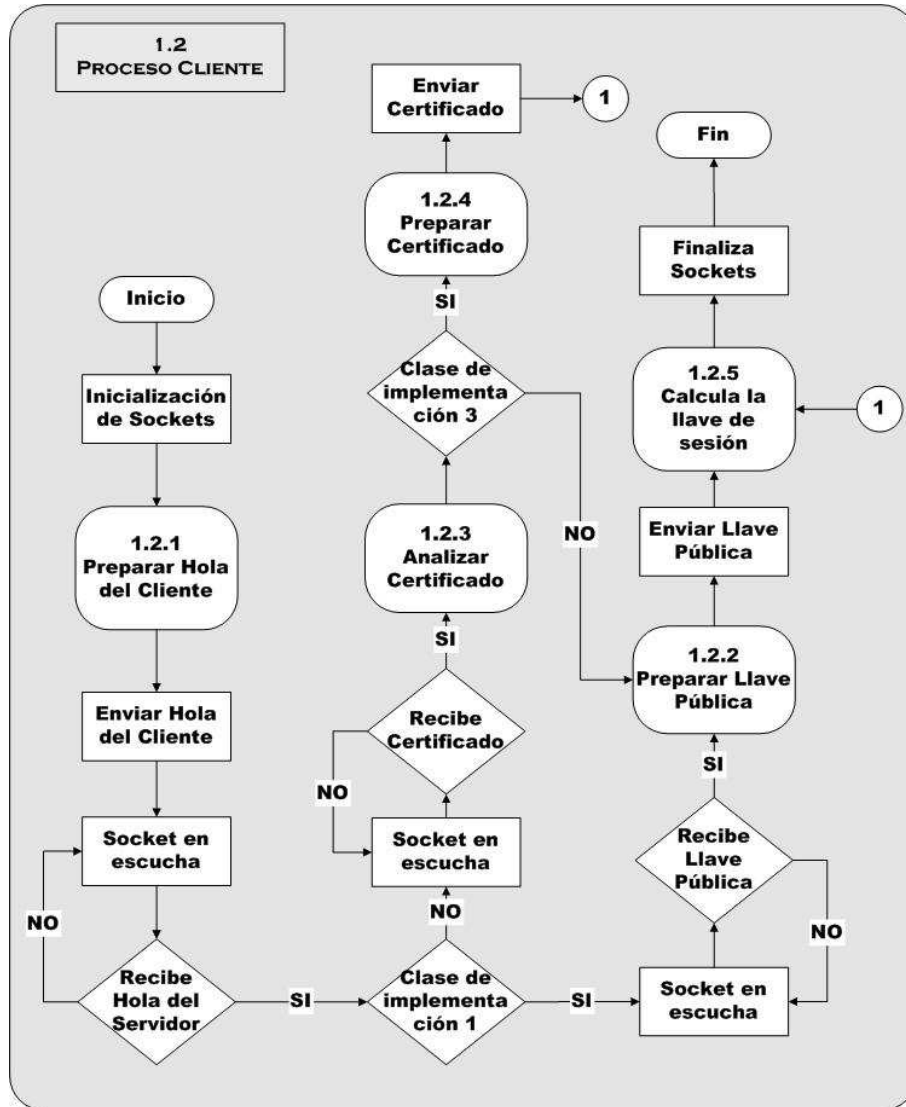 1.2
PROCESO CLIENTE
Inicio
Inicialización
de Sockets
1.2.1
Preparar Hola
del Cliente
Enviar Hola
del Cliente
Socket en
escucha
NO
Recibe
Hola del
Servidor
SI
Clase de
implementa
ción 1
NO
SI
Socket en
escucha
NO
Recibe
Certificado
SI
1.2.3
Analizar
Certificado
Clase de
implementa
ción 3
SI
NO
1.2.4
Preparar
Certificado
Enviar
Certificado
1
Socket en
escucha
NO
Recibe
Llave
Pública
SI
1.2.2
Preparar Llave
Pública
Enviar Llave
Pública
1.2.5
Calcula la
llave de
sesión
1
Finaliza
Sockets
Fin